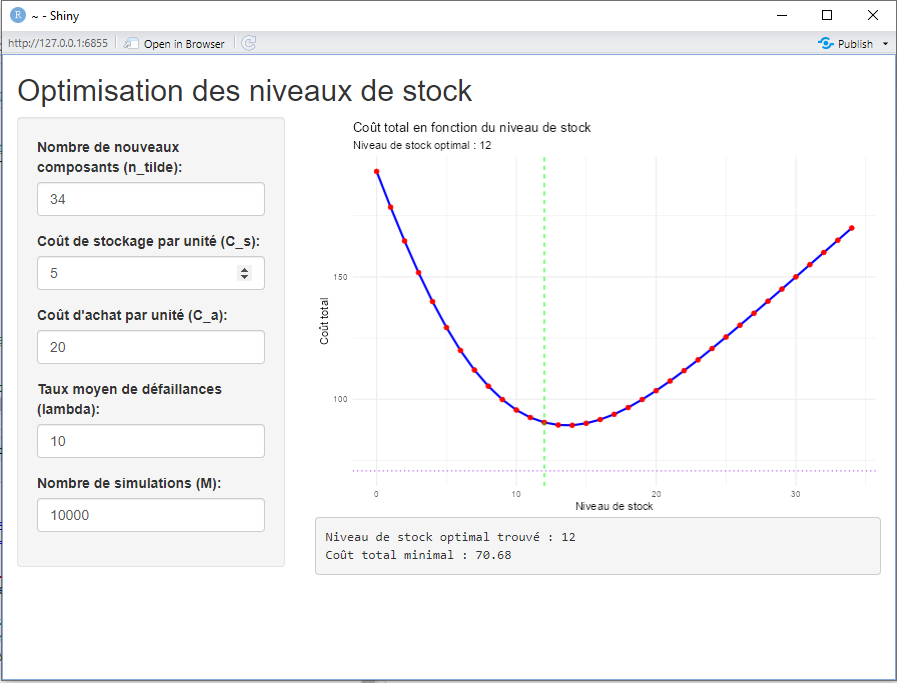 R ~ - Shiny
http://127.0.0.1:6855 Open in Browser Publish
Optimisation des niveaux de stock
Nombre de nouveaux
composants (n_tilde):
34
Coût de stockage par unité (C_s):
5
Coût d'achat par unité (C_a):
20
Taux moyen de défaillances
(lambda):
10
Nombre de simulations (M):
10000
Coût total en fonction du niveau de stock
Niveau de stock optimal : 12
150
100
Coût total
0 10 20 30
Niveau de stock
Niveau de stock optimal trouvé : 12
Coût total minimal : 70.68